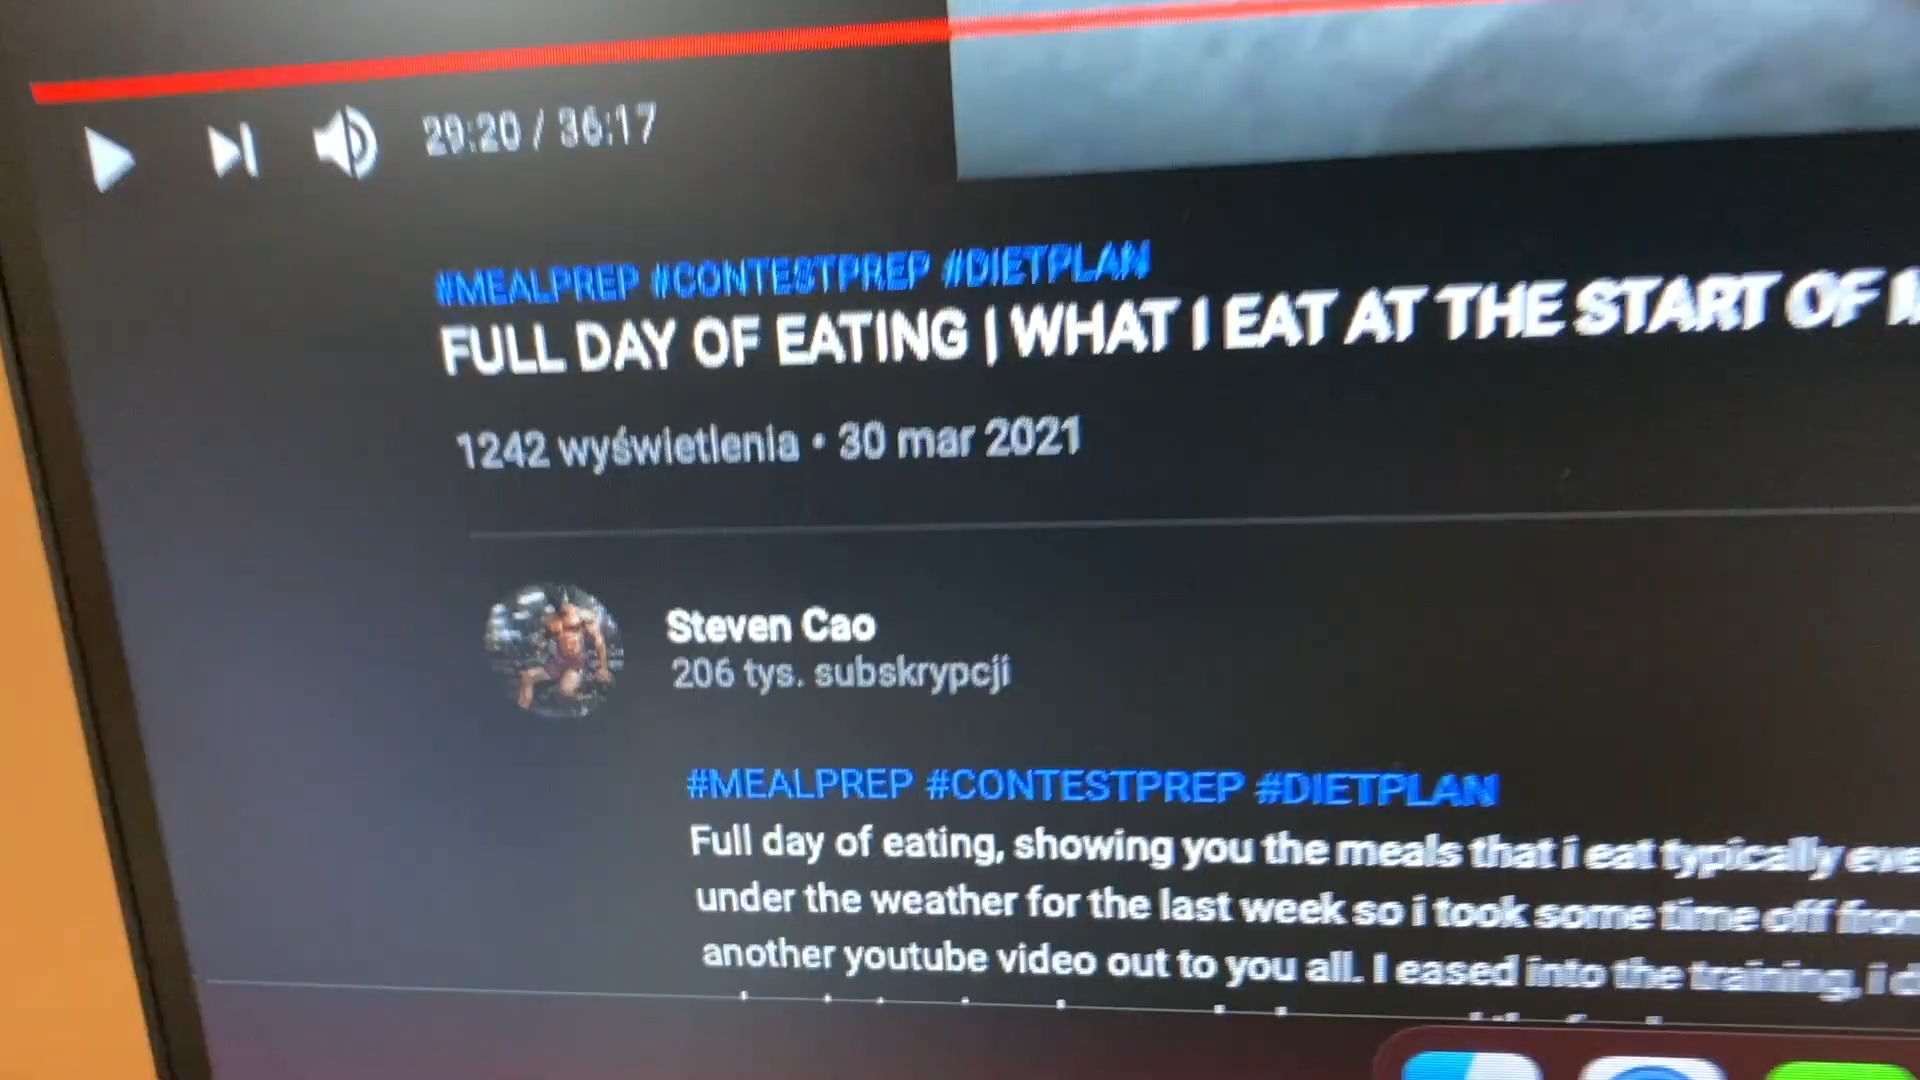 29:20 / 36:17
#MEALPREP #CONTESTPREP #DIETPLAN
FULL DAY OF EATING | WHAT I EAT AT THE START OF
1242 wyświetlenia • 30 mar 2021
Steven Cao
206 tys. subskrypcji
#MEALPREP #CONTESTPREP #DIETPLAN
Full day of eating, showing you the meals that i eat typically
under the weather for the last week so i took some time off
another youtube video out to you all. I eased into the training, i